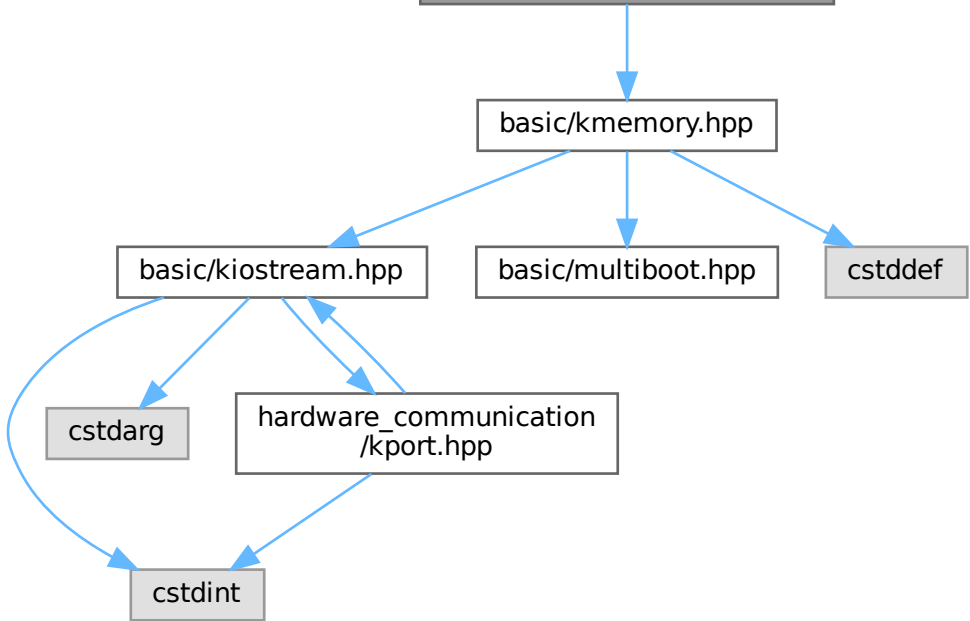 basic/kmemory.hpp
basic/kiostream.hpp
basic/multiboot.hpp
cstddef
cstdarg
hardware_communication
/kport.hpp
cstdint